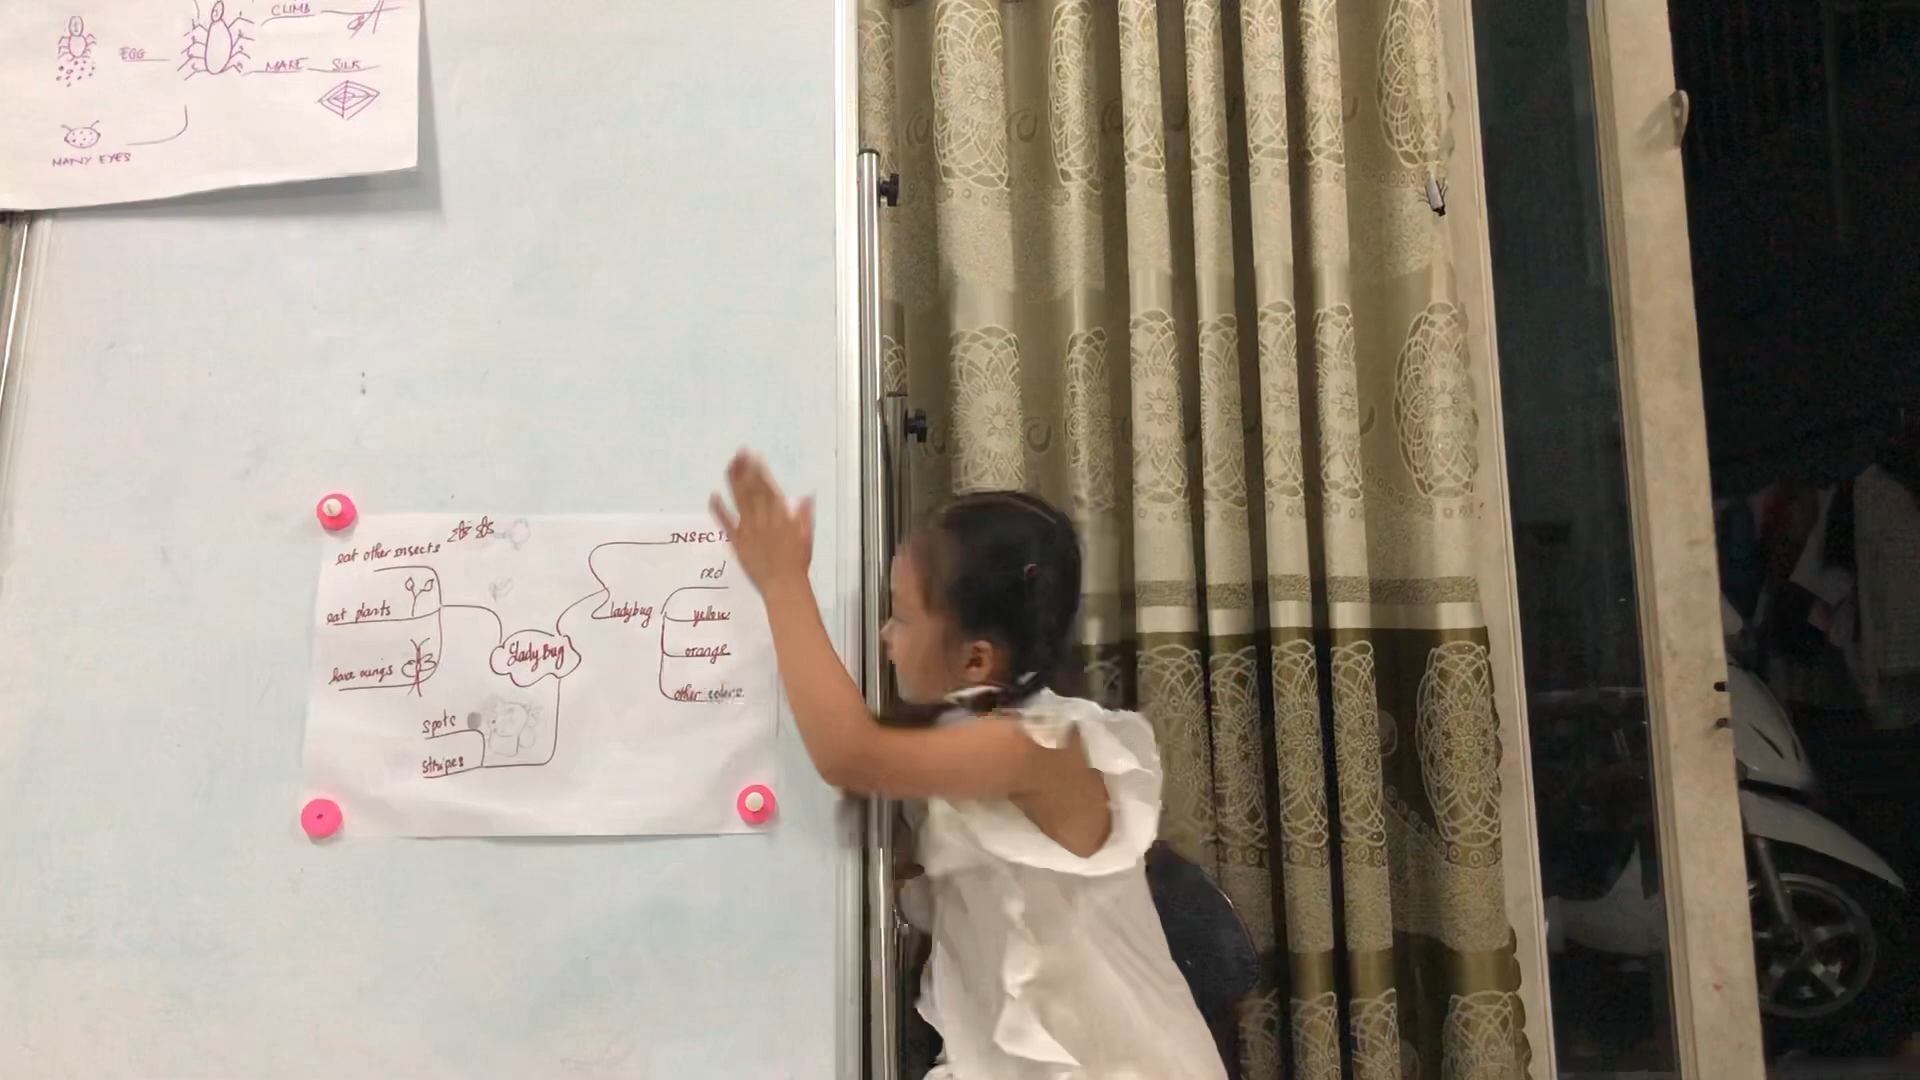 CLIMB
EGG
MAKE SILK
MANY EYES
eat other insects
eat plants
have wings
spots
stripes
Lady Bug
INSECTS
ladybug
red
yellow
orange
other colors